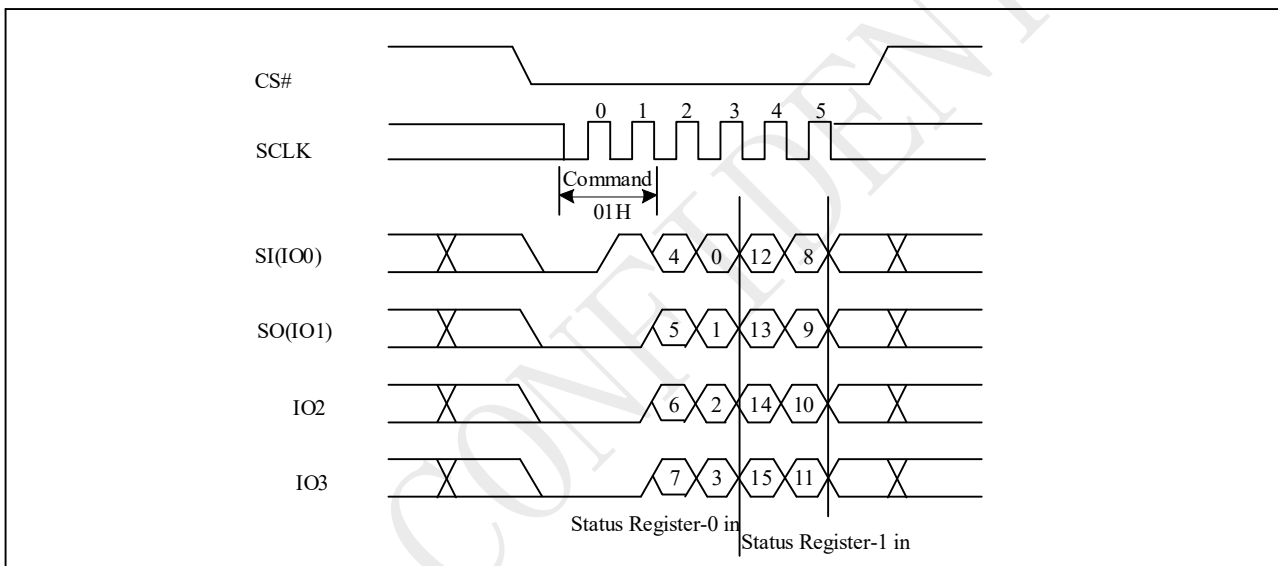 CS#
0 1 2 3 4 5
SCLK
Command
01H
SI(IO0) 4 0 12 8
SO(IO1) 5 1 13 9
IO2 6 2 14 10
IO3 7 3 15 11
Status Register-0 in
Status Register-1 in
CONFIDENT